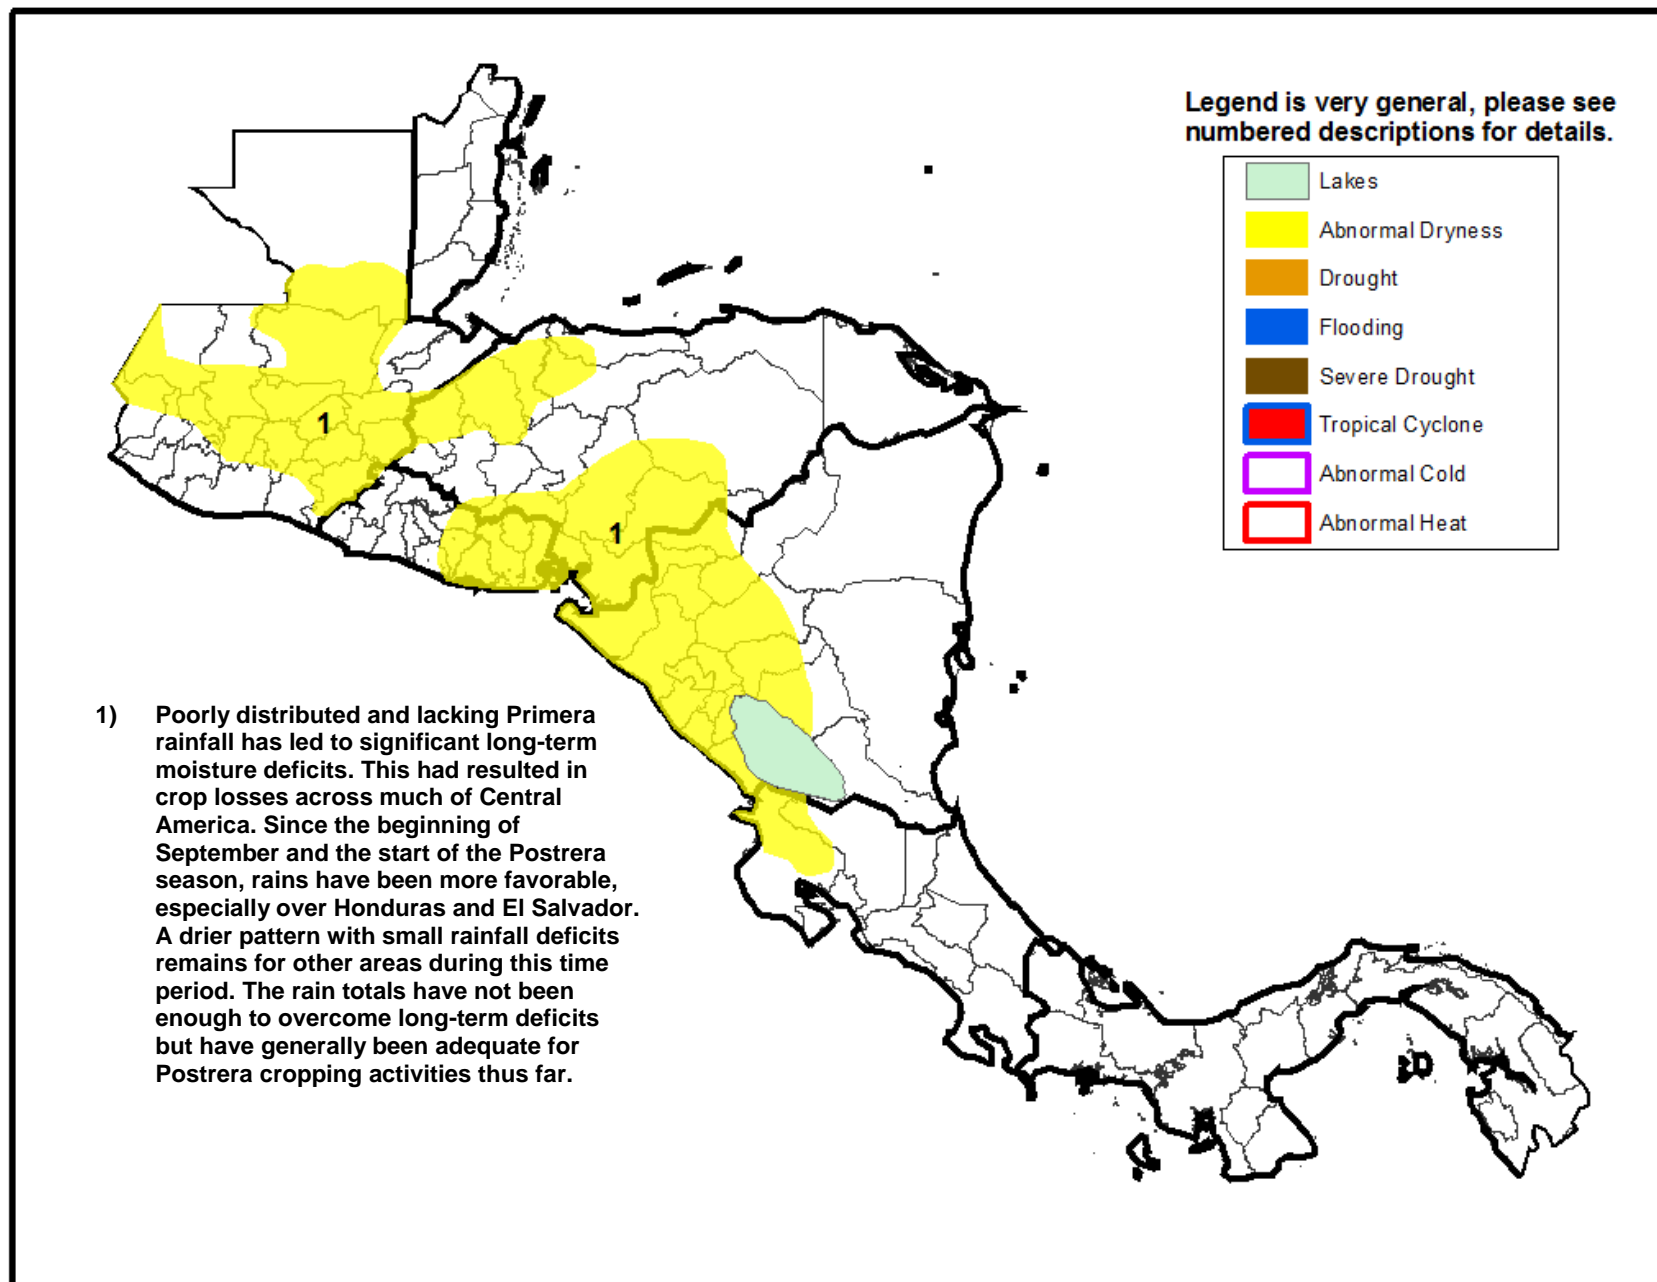 Legend is very general, please see
numbered descriptions for details.
Lakes
Abnormal Dryness
Drought
Flooding
Severe Drought
Tropical Cyclone
Abnormal Cold
Abnormal Heat
1
1
1) Poorly distributed and lacking Primera
rainfall has led to significant long-term
moisture deficits. This had resulted in
crop losses across much of Central
America. Since the beginning of
September and the start of the Postrera
season, rains have been more favorable,
especially over Honduras and El Salvador.
A drier pattern with small rainfall deficits
remains for other areas during this time
period. The rain totals have not been
enough to overcome long-term deficits
but have generally been adequate for
Postrera cropping activities thus far.